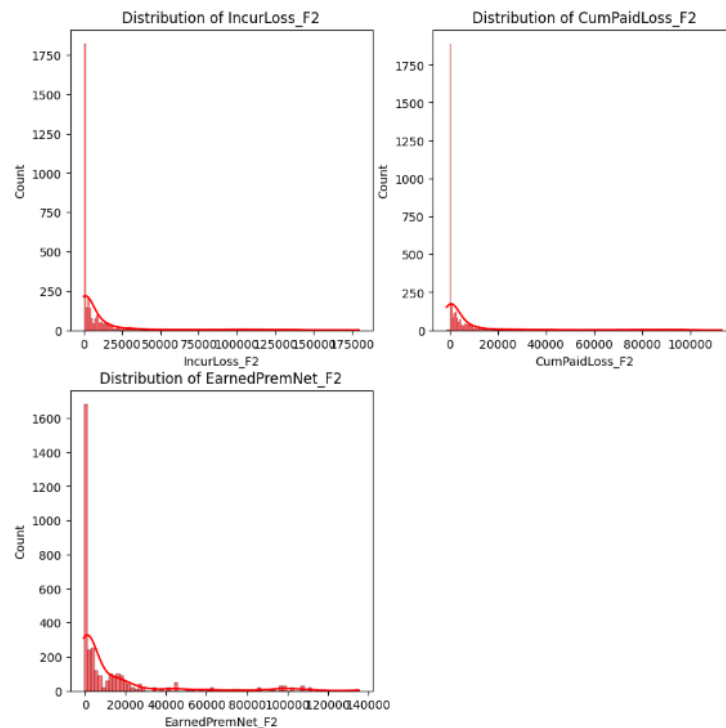 Distribution of IncurLoss_F2
1750
1500
1250
1000
750
500
250
0
Count
0 25000 50000 75000 100000 125000 150000 175000
IncurLoss_F2
Distribution of CumPaidLoss_F2
1750
1500
1250
1000
750
500
250
0
Count
0 20000 40000 60000 80000 100000
CumPaidLoss_F2
Distribution of EarnedPremNet_F2
1600
1400
1200
1000
800
600
400
200
0
Count
0 20000 40000 60000 80000 100000 120000 140000
EarnedPremNet_F2